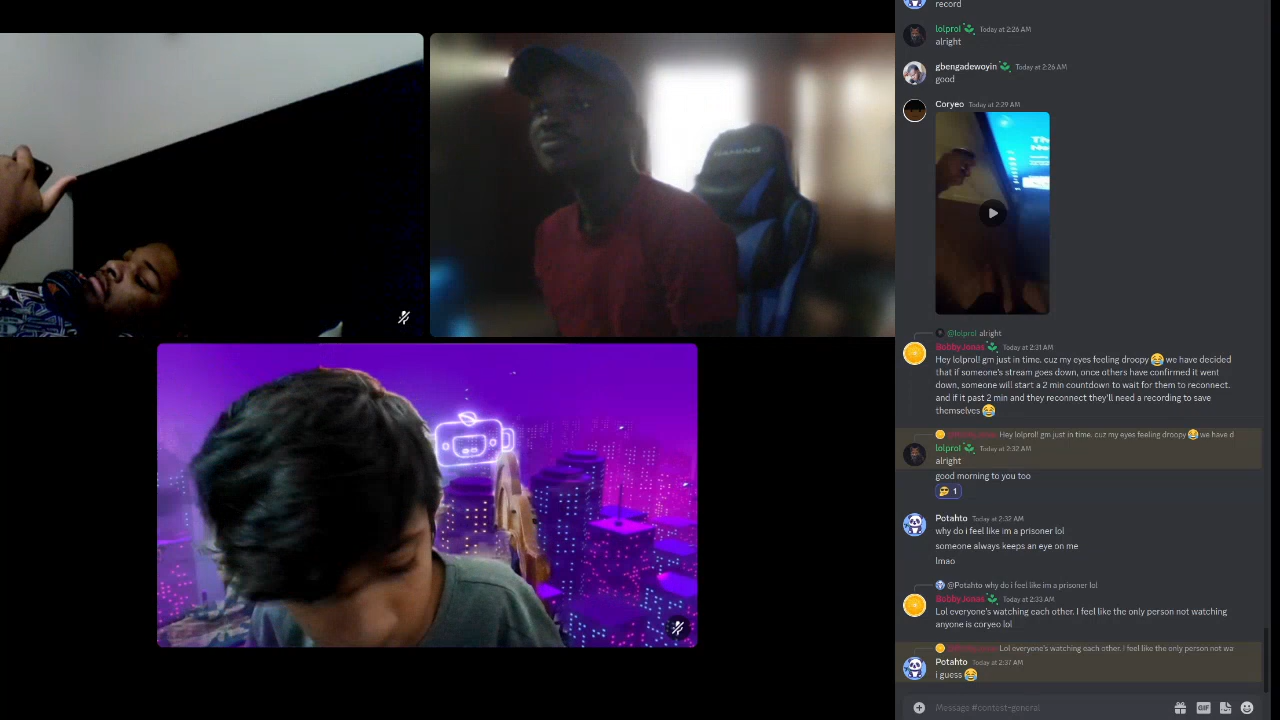 record
lolprol Today at 2:26 AM
alright
gbengadewoyin Today at 2:26 AM
good
Coryeo Today at 2:29 AM
GAMING
@lolprol alright
BobbyJonas Today at 2:31 AM
Hey lolprol! gm just in time. cuz my eyes feeling droopy 😂 we have decided
that if someone's stream goes down, once others have confirmed it went
down, someone will start a 2 min countdown to wait for them to reconnect.
and if it past 2 min and they reconnect they'll need a recording to save
themselves 😂
Hey lolprol! gm just in time. cuz my eyes feeling droopy 😂 we have d
lolprol Today at 2:32 AM
alright
good morning to you too
1
Potahto Today at 2:32 AM
why do i feel like im a prisoner lol
someone always keeps an eye on me
lmao
@Potahto why do i feel like im a prisoner lol
BobbyJonas Today at 2:33 AM
Lol everyone's watching each other. I feel like the only person not watching
anyone is coryeo lol
Lol everyone's watching each other. I feel like the only person not wa
Potahto Today at 2:37 AM
i guess 😂
Message #contest-general
GIF